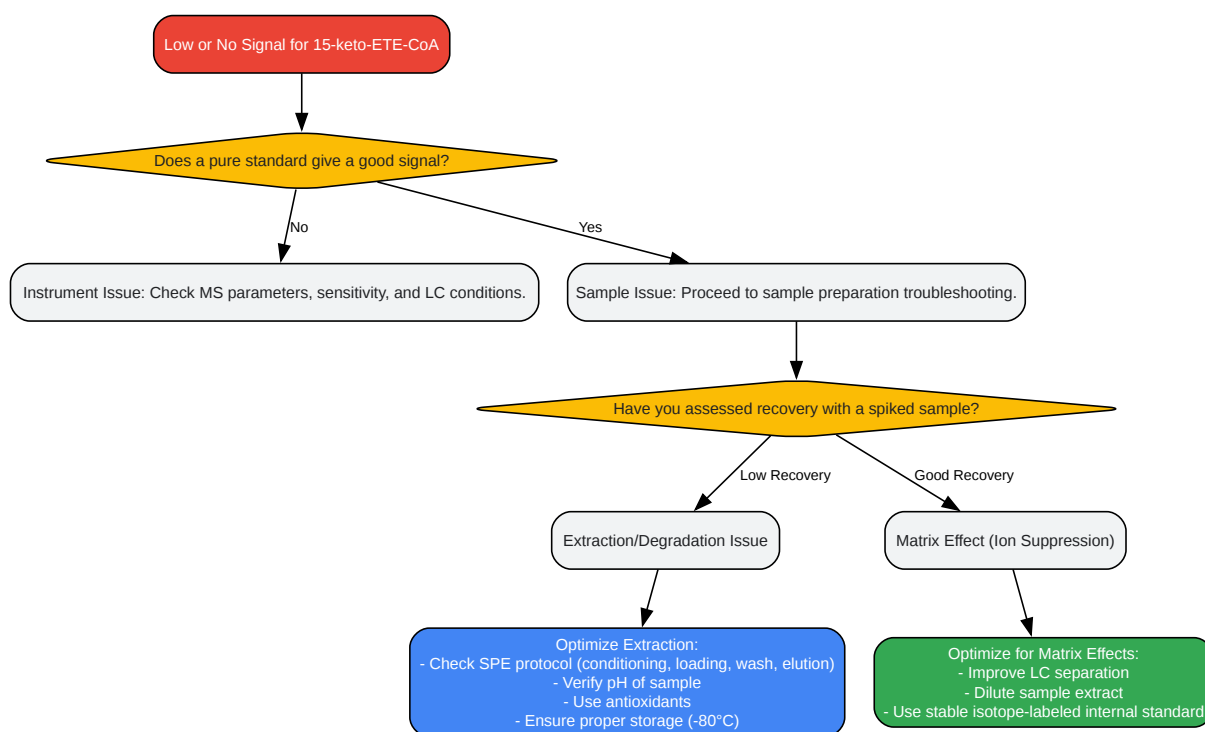 Low or No Signal for 15-keto-ETE-CoA
Does a pure standard give a good signal?
No
Yes
Instrument Issue: Check MS parameters, sensitivity, and LC conditions.
Sample Issue: Proceed to sample preparation troubleshooting.
Have you assessed recovery with a spiked sample?
Low Recovery
Good Recovery
Extraction/Degradation Issue
Matrix Effect (Ion Suppression)
Optimize Extraction:
- Check SPE protocol (conditioning, loading, wash, elution)
- Verify pH of sample
- Use antioxidants
- Ensure proper storage (-80°C)
Optimize for Matrix Effects:
- Improve LC separation
- Dilute sample extract
- Use stable isotope-labeled internal standard